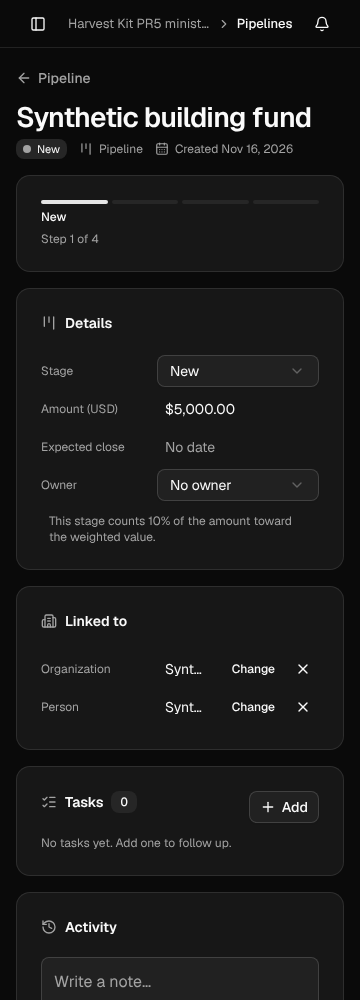 Harvest Kit PR5 minist... > Pipelines
Pipeline
Synthetic building fund
New Pipeline Created Nov 16, 2026
New
Step 1 of 4
Details
Stage New
Amount (USD) $5,000.00
Expected close No date
Owner No owner
This stage counts 10% of the amount toward
the weighted value.
Linked to
Organization Synt... Change
Person Synt... Change
Tasks 0 Add
No tasks yet. Add one to follow up.
Activity
Write a note...